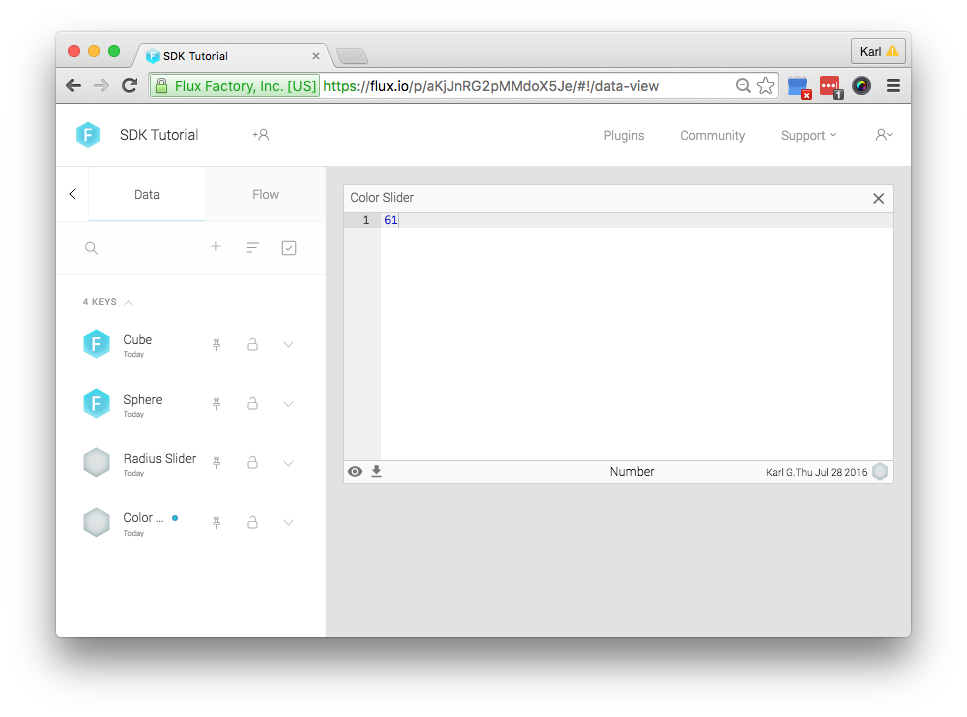 SDK Tutorial
Karl
Flux Factory, Inc. [US] https://flux.io/p/aKjJnRG2pMMdoX5Je/#!/data-view
1
F SDK Tutorial
Plugins Community Support
Data Flow
4 KEYS
F Cube
Today
F Sphere
Today
Radius Slider
Today
Color ...
Today
Color Slider
1 61
Number Karl G.Thu Jul 28 2016